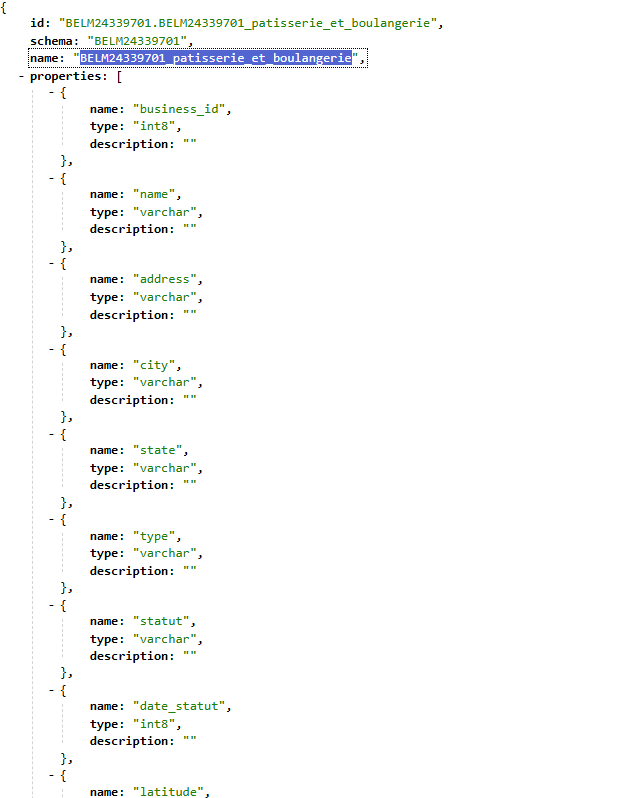 {
id: "BELM24339701.BELM24339701_patisserie_et_boulangerie",
schema: "BELM24339701",
name: "BELM24339701_patisserie_et_boulangerie",
- properties: [
- {
name: "business_id",
type: "int8",
description: ""
},
- {
name: "name",
type: "varchar",
description: ""
},
- {
name: "address",
type: "varchar",
description: ""
},
- {
name: "city",
type: "varchar",
description: ""
},
- {
name: "state",
type: "varchar",
description: ""
},
- {
name: "type",
type: "varchar",
description: ""
},
- {
name: "statut",
type: "varchar",
description: ""
},
- {
name: "date_statut",
type: "int8",
description: ""
},
- {
name: "latitude",